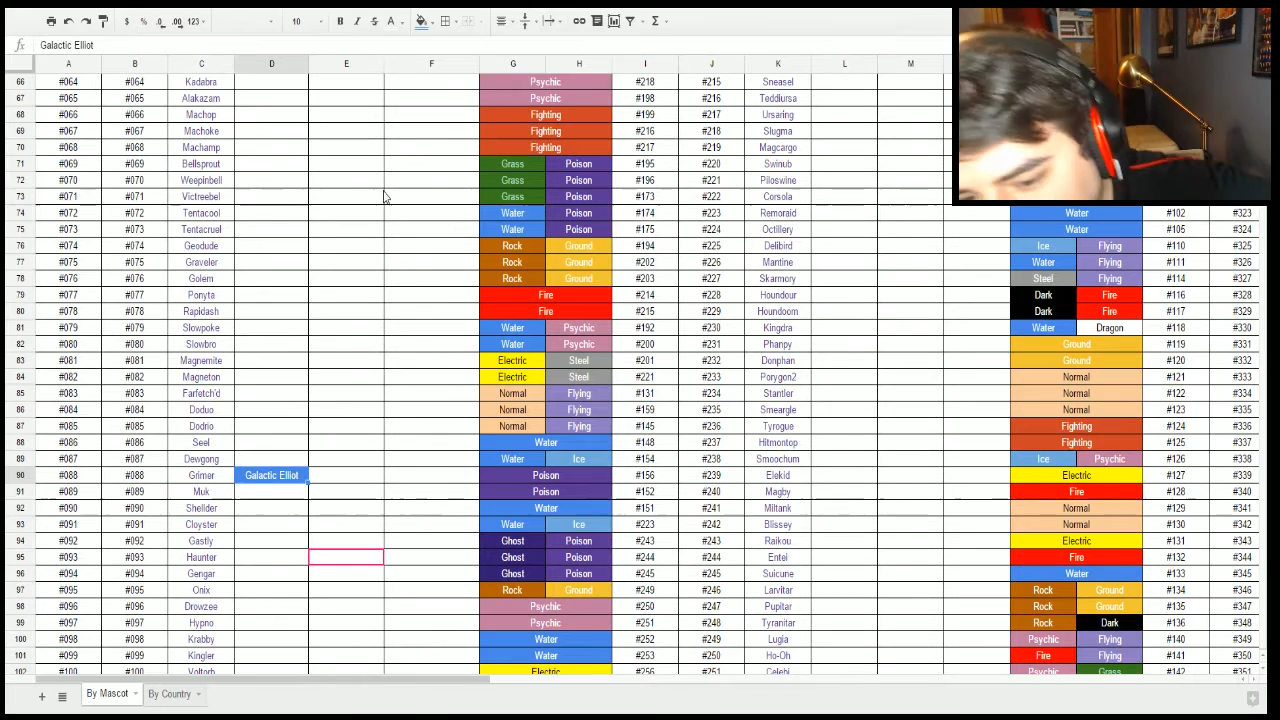 $ % .0 .00 123 10 B I S A Σ
fx Galactic Elliot
A B C D E F G H I J K L M
66 #064 #064 Kadabra Psychic #218 #215 Sneasel
67 #065 #065 Alakazam Psychic #198 #216 Teddiursa
68 #066 #066 Machop Fighting #199 #217 Ursaring
69 #067 #067 Machoke Fighting #216 #218 Slugma
70 #068 #068 Machamp Fighting #217 #219 Magcargo
71 #069 #069 Bellsprout Grass Poison #195 #220 Swinub
72 #070 #070 Weepinbell Grass Poison #196 #221 Piloswine
73 #071 #071 Victreebel Grass Poison #173 #222 Corsola
74 #072 #072 Tentacool Water Poison #174 #223 Remoraid Water #102 #323
75 #073 #073 Tentacruel Water Poison #175 #224 Octillery Water #105 #324
76 #074 #074 Geodude Rock Ground #194 #225 Delibird Ice Flying #110 #325
77 #075 #075 Graveler Rock Ground #202 #226 Mantine Water Flying #111 #326
78 #076 #076 Golem Rock Ground #203 #227 Skarmory Steel Flying #114 #327
79 #077 #077 Ponyta Fire #214 #228 Houndour Dark Fire #116 #328
80 #078 #078 Rapidash Fire #215 #229 Houndoom Dark Fire #117 #329
81 #079 #079 Slowpoke Water Psychic #192 #230 Kingdra Water Dragon #118 #330
82 #080 #080 Slowbro Water Psychic #200 #231 Phanpy Ground #119 #331
83 #081 #081 Magnemite Electric Steel #201 #232 Donphan Ground #120 #332
84 #082 #082 Magneton Electric Steel #221 #233 Porygon2 Normal #121 #333
85 #083 #083 Farfetch'd Normal Flying #131 #234 Stantler Normal #122 #334
86 #084 #084 Doduo Normal Flying #159 #235 Smeargle Normal #123 #335
87 #085 #085 Dodrio Normal Flying #145 #236 Tyrogue Fighting #124 #336
88 #086 #086 Seel Water #148 #237 Hitmontop Fighting #125 #337
89 #087 #087 Dewgong Water Ice #154 #238 Smoochum Ice Psychic #126 #338
90 #088 #088 Grimer Galactic Elliot Poison #156 #239 Elekid Electric #127 #339
91 #089 #089 Muk Poison #152 #240 Magby Fire #128 #340
92 #090 #090 Shellder Water #151 #241 Miltank Normal #129 #341
93 #091 #091 Cloyster Water Ice #223 #242 Blissey Normal #130 #342
94 #092 #092 Gastly Ghost Poison #243 #243 Raikou Electric #131 #343
95 #093 #093 Haunter Ghost Poison #244 #244 Entei Fire #132 #344
96 #094 #094 Gengar Ghost Poison #245 #245 Suicune Water #133 #345
97 #095 #095 Onix Rock Ground #249 #246 Larvitar Rock Ground #134 #346
98 #096 #096 Drowzee Psychic #250 #247 Pupitar Rock Ground #135 #347
99 #097 #097 Hypno Psychic #251 #248 Tyranitar Rock Dark #136 #348
100 #098 #098 Krabby Water #252 #249 Lugia Psychic Flying #140 #349
101 #099 #099 Kingler Water #253 #250 Ho-Oh Fire Flying #141 #350
102 #100 #100 Voltorb Electric #256 #251 Celebi Psychic Grass #142 #351
By Mascot By Country